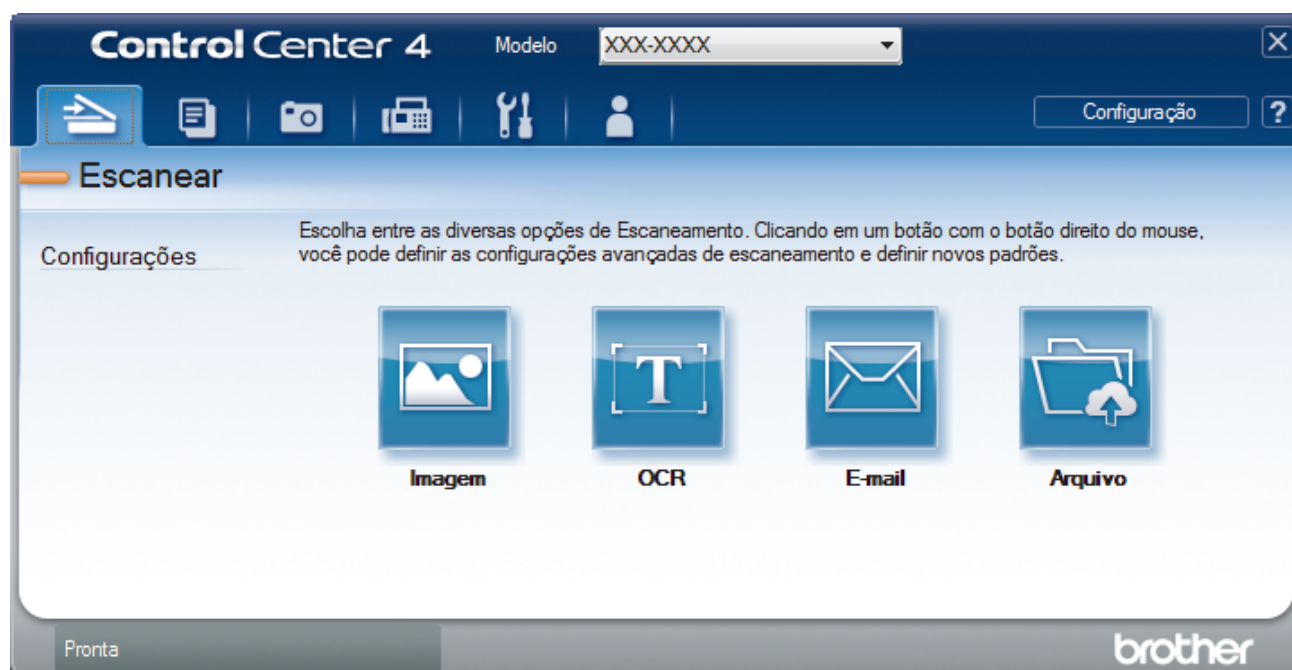 Control Center 4
Modelo
XXX-XXXX
Configuração
?
Escanear
Configurações
Escolha entre as diversas opções de Escaneamento. Clicando em um botão com o botão direito do mouse,
você pode definir as configurações avançadas de escaneamento e definir novos padrões.
T
Imagem
OCR
E-mail
Arquivo
Pronta
brother